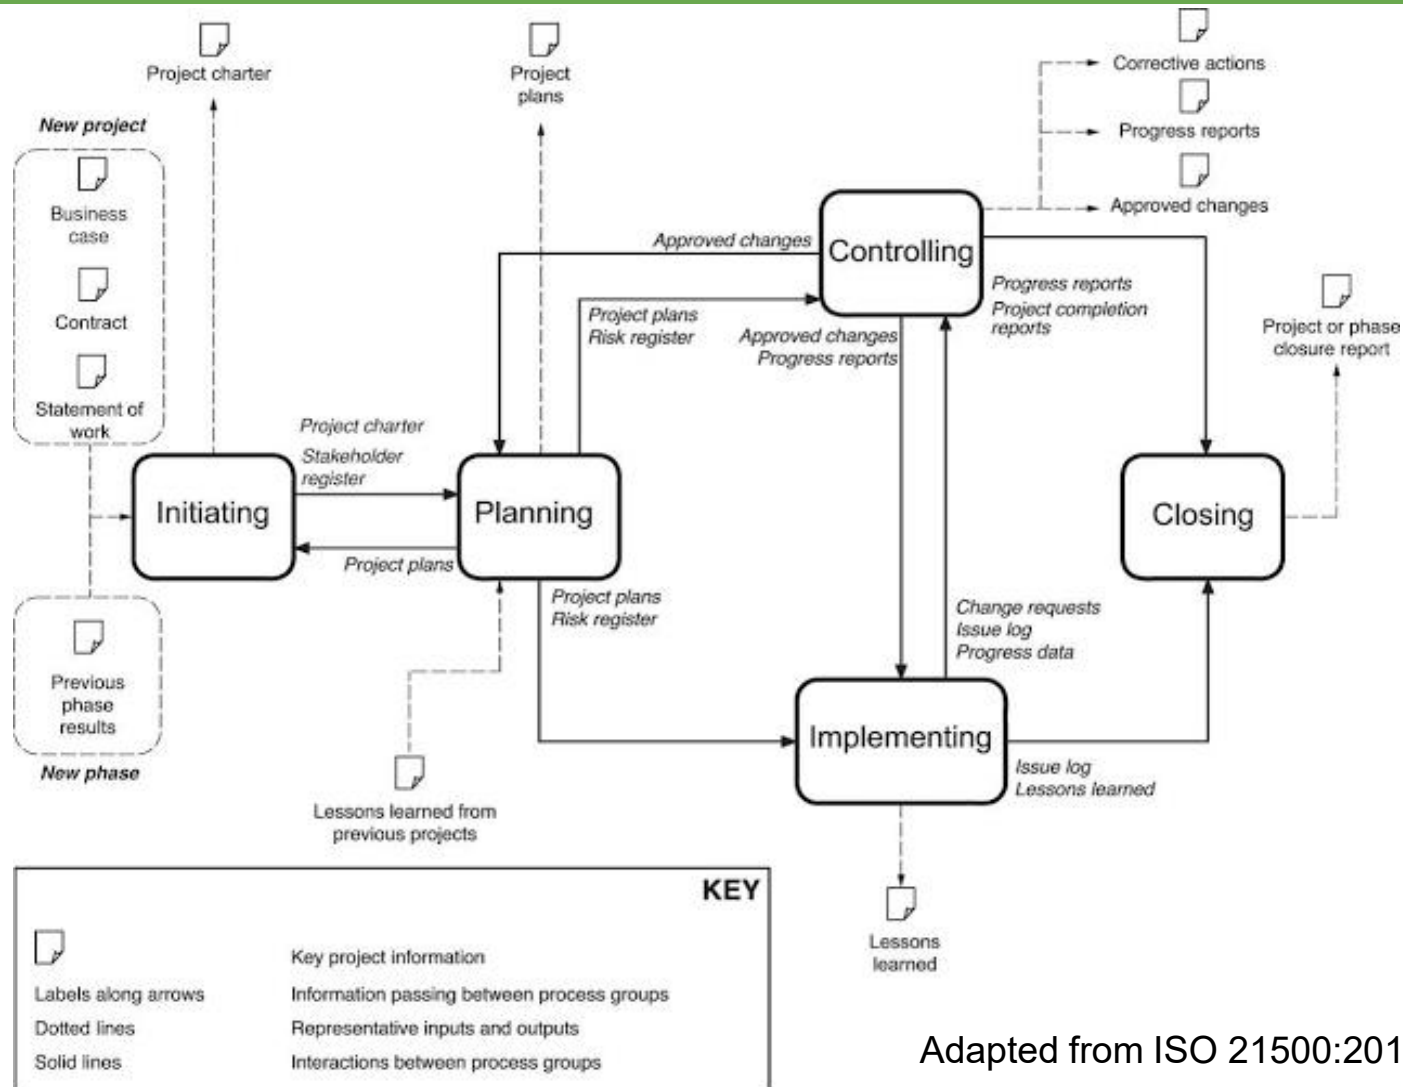 Project charter
Project
plans
Corrective actions
Progress reports
Approved changes
New project
Business
case
Contract
Statement of
work
Controlling
Approved changes
Project plans
Risk register
Approved changes
Progress reports
Progress reports
Project completion
reports
Project or phase
closure report
Project charter
Stakeholder
register
Initiating
Planning
Closing
Project plans
Project plans
Risk register
Change requests
Issue log
Progress data
Previous
phase
results
New phase
Implementing
Issue log
Lessons learned
Lessons learned from
previous projects
Lessons
learned
KEY
Key project information
Labels along arrows
Information passing between process groups
Dotted lines
Representative inputs and outputs
Solid lines
Interactions between process groups
Adapted from ISO 21500:201